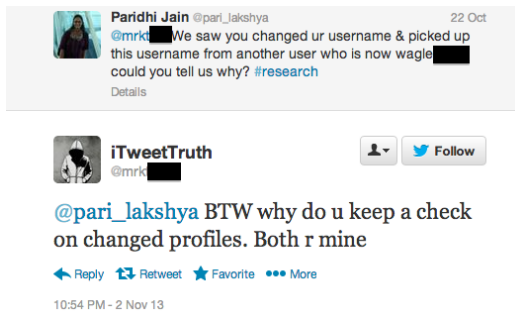 Paridhi Jain @pari_lakshya 22 Oct
@mrkt We saw you changed ur username & picked up
this username from another user who is now wagle
could you tell us why? #research
Details
iTweetTruth
@mrk
Follow
@pari_lakshya BTW why do u keep a check
on changed profiles. Both r mine
Reply Retweet Favorite More
10:54 PM - 2 Nov 13